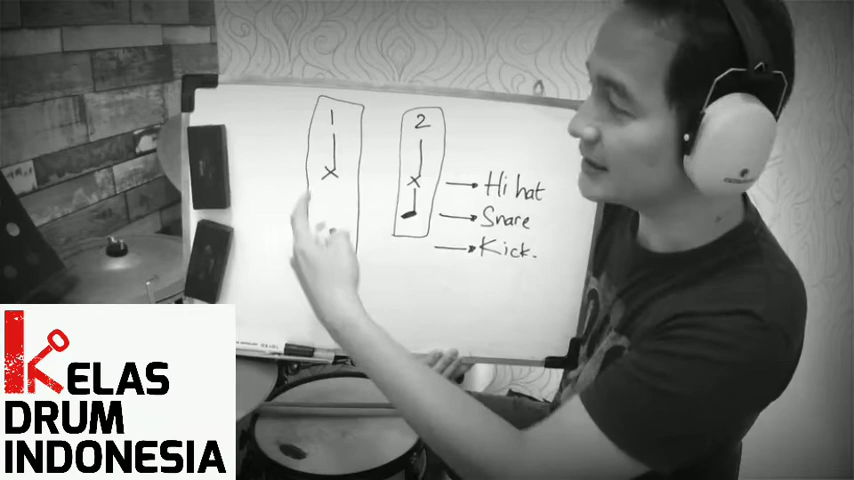 1
2
Hi hat
Snare
Kick.
KELAS
DRUM
INDONESIA